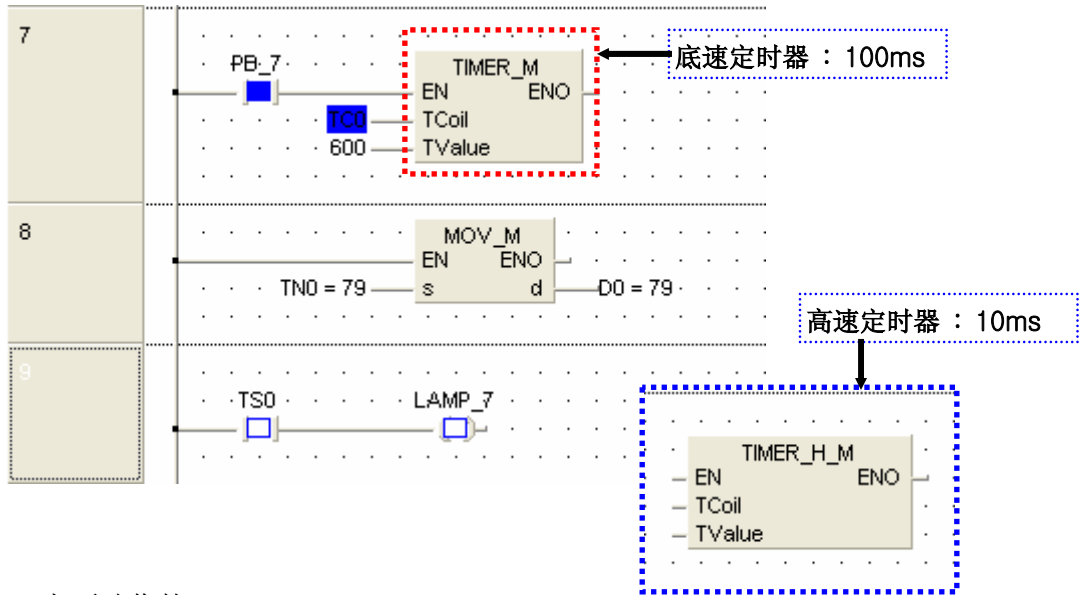 7
PB_7
TIMER_M
EN ENO
TC0 TCoil
600 TValue
底速定时器 : 100ms
8
MOV_M
EN ENO
TN0 = 79 s d D0 = 79
高速定时器 : 10ms
9
TS0 LAMP_7
TIMER_H_M
EN ENO
TCoil
TValue